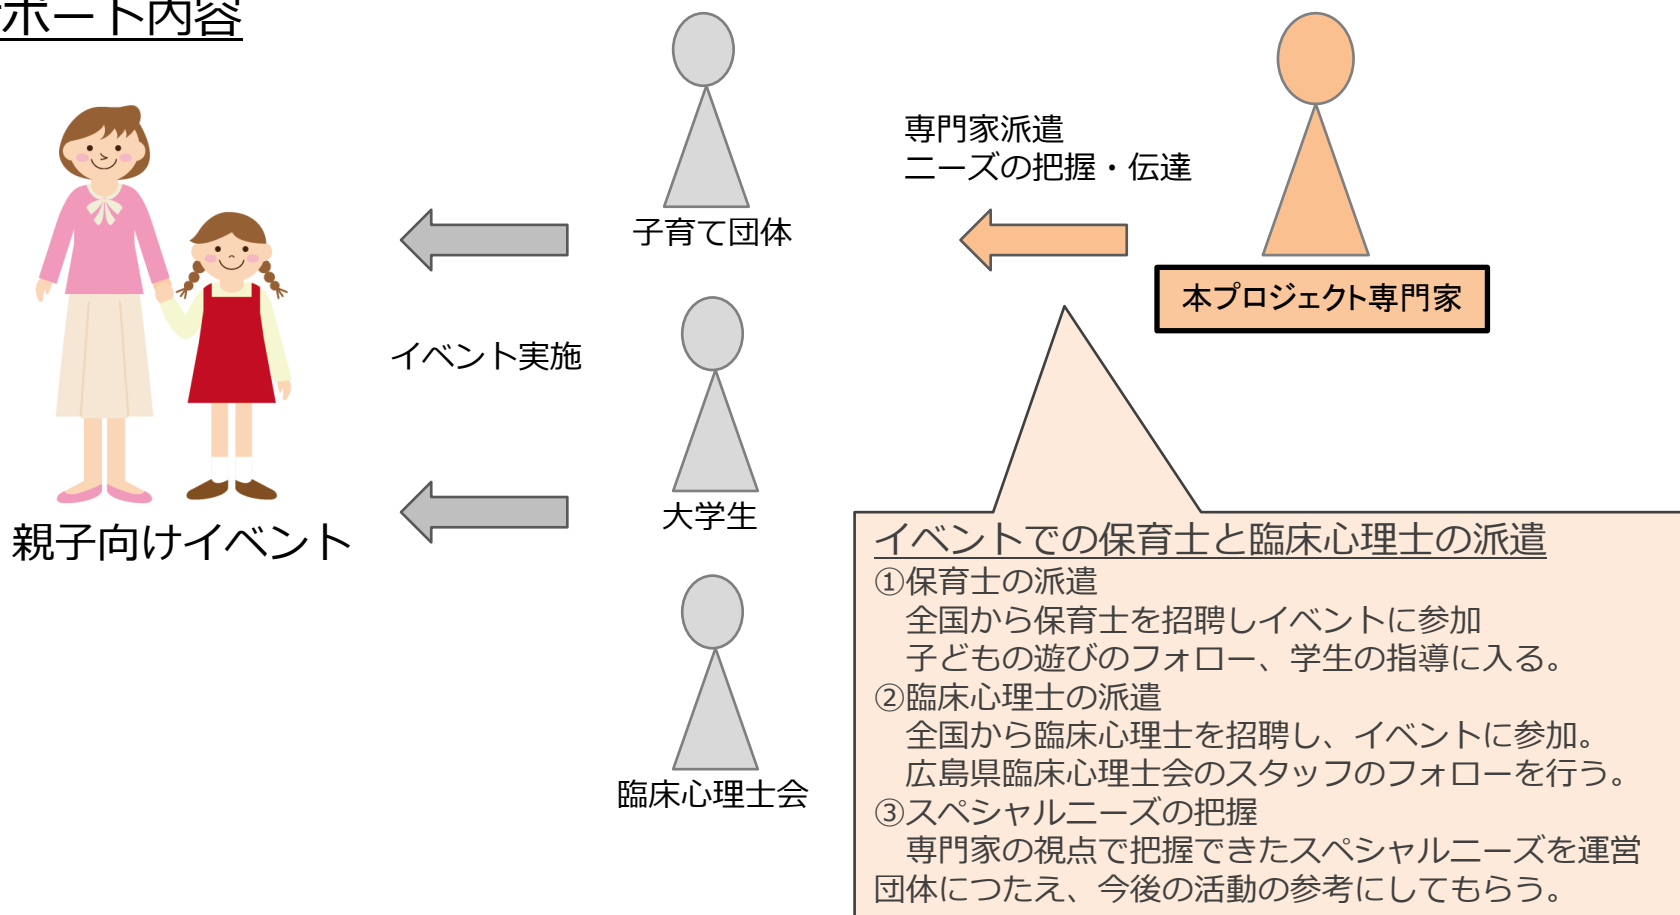 ポート内容
専門家派遣
ニーズの把握・伝達
子育て団体
本プロジェクト専門家
イベント実施
大学生
親子向けイベント
臨床心理士会
イベントでの保育士と臨床心理士の派遣
①保育士の派遣
全国から保育士を招聘しイベントに参加
子どもの遊びのフォロー、学生の指導に入る。
②臨床心理士の派遣
全国から臨床心理士を招聘し、イベントに参加。
広島県臨床心理士会のスタッフのフォローを行う。
③スペシャルニーズの把握
専門家の視点で把握できたスペシャルニーズを運営
団体につたえ、今後の活動の参考にしてもらう。